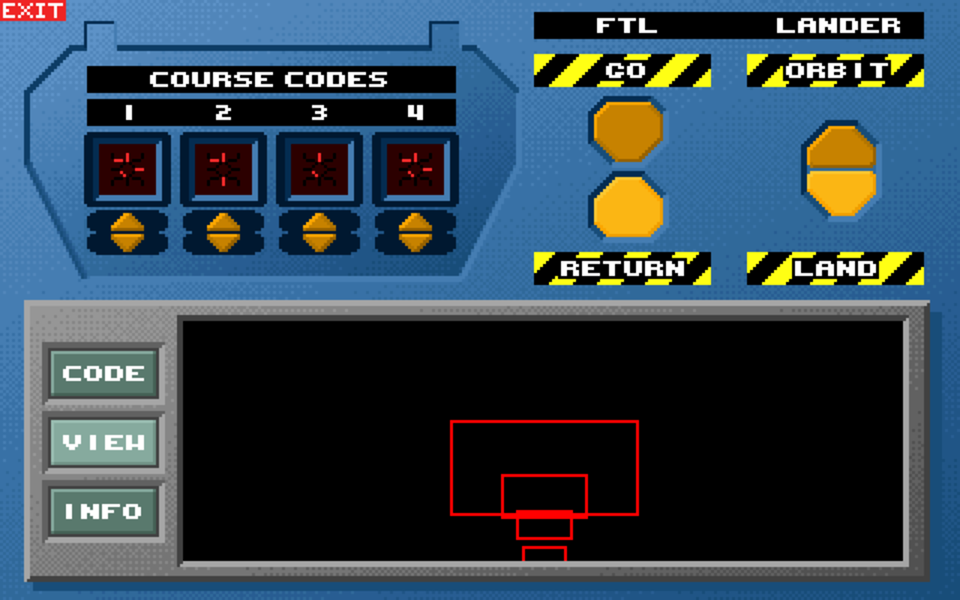 EXIT
FTL LANDER
COURSE CODES
1 2 3 4
GO ORBIT
RETURN LAND
CODE
VIEW
INFO